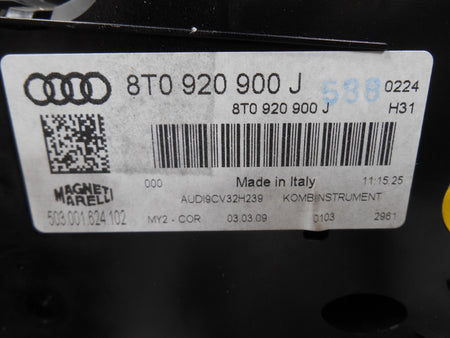 8T0 920 900 J 538 0224
8T0 920 900 J H31
000 Made in Italy 11:15:25
MAGNETI
MARELLI
AUDI9CV32H239 KOMBIINSTRUMENT
503.001.624.102 MY2 - COR 03.03.09 0103 2961